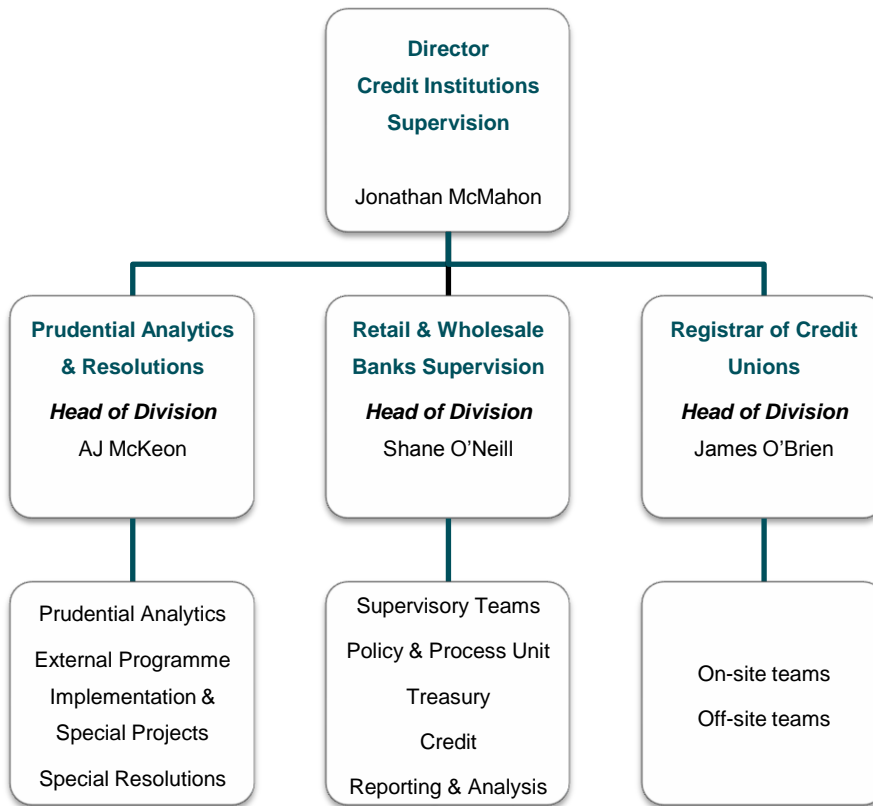 Director
Credit Institutions
Supervision
Jonathan McMahon
Prudential Analytics
& Resolutions
Head of Division
AJ McKeon
Retail & Wholesale
Banks Supervision
Head of Division
Shane O’Neill
Registrar of Credit
Unions
Head of Division
James O’Brien
Prudential Analytics
External Programme
Implementation &
Special Projects
Special Resolutions
Supervisory Teams
Policy & Process Unit
Treasury
Credit
Reporting & Analysis
On-site teams
Off-site teams